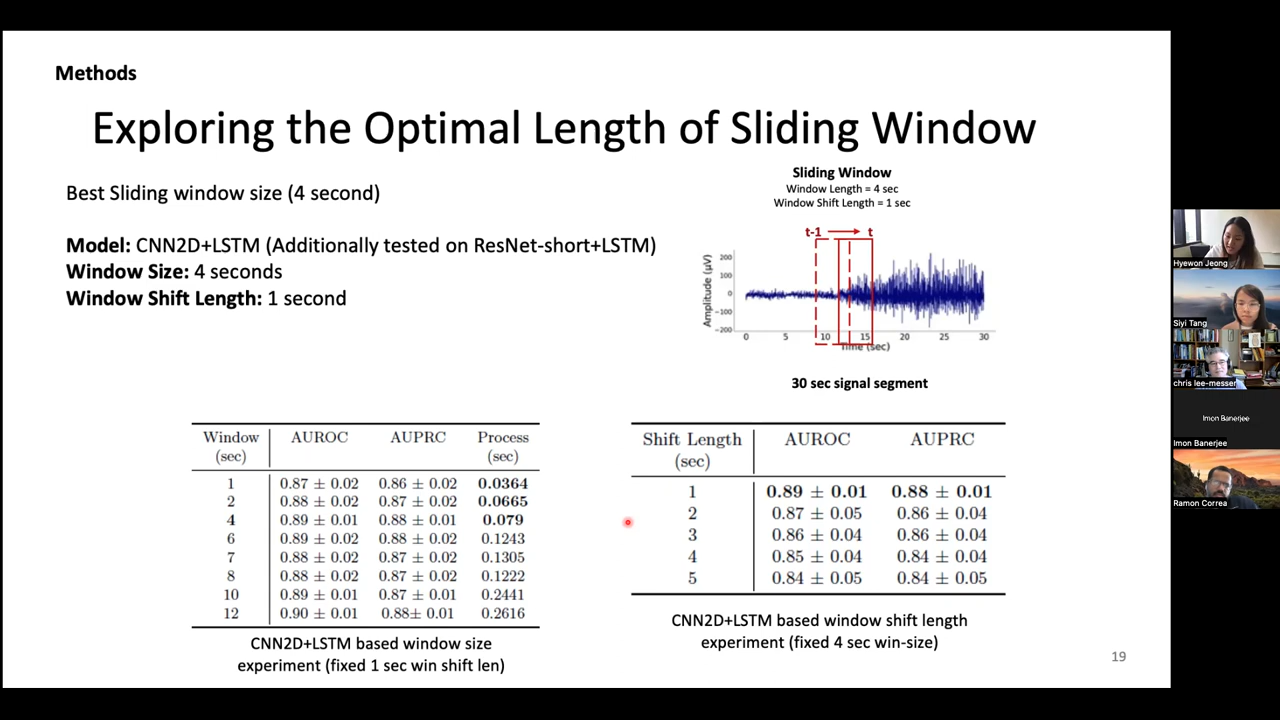 Methods
Exploring the Optimal Length of Sliding Window
Best Sliding window size (4 second)
Model: CNN2D+LSTM (Additionally tested on ResNet-short+LSTM)
Window Size: 4 seconds
Window Shift Length: 1 second
Sliding Window
Window Length = 4 sec
Window Shift Length = 1 sec
t-1 t
Amplitude (μV)
200
100
0
−100
−200
0 5 10 15 20 25 30
Time (sec)
30 sec signal segment
Window AUROC AUPRC Process
(sec) (sec)
1 0.87 ± 0.02 0.86 ± 0.02 0.0364
2 0.88 ± 0.02 0.87 ± 0.02 0.0665
4 0.89 ± 0.01 0.88 ± 0.01 0.079
6 0.89 ± 0.02 0.88 ± 0.02 0.1243
7 0.88 ± 0.02 0.87 ± 0.02 0.1305
8 0.88 ± 0.02 0.87 ± 0.02 0.1222
10 0.89 ± 0.01 0.87 ± 0.01 0.2441
12 0.90 ± 0.01 0.88± 0.01 0.2616
CNN2D+LSTM based window size
experiment (fixed 1 sec win shift len)
Shift Length AUROC AUPRC
(sec)
1 0.89 ± 0.01 0.88 ± 0.01
2 0.87 ± 0.05 0.86 ± 0.04
3 0.86 ± 0.04 0.86 ± 0.04
4 0.85 ± 0.04 0.84 ± 0.04
5 0.84 ± 0.05 0.84 ± 0.05
CNN2D+LSTM based window shift length
experiment (fixed 4 sec win-size)
19
Hyewon Jeong
Siyi Tang
chris lee-messer
Imon Banerjee
Imon Banerjee
Ramon Correa